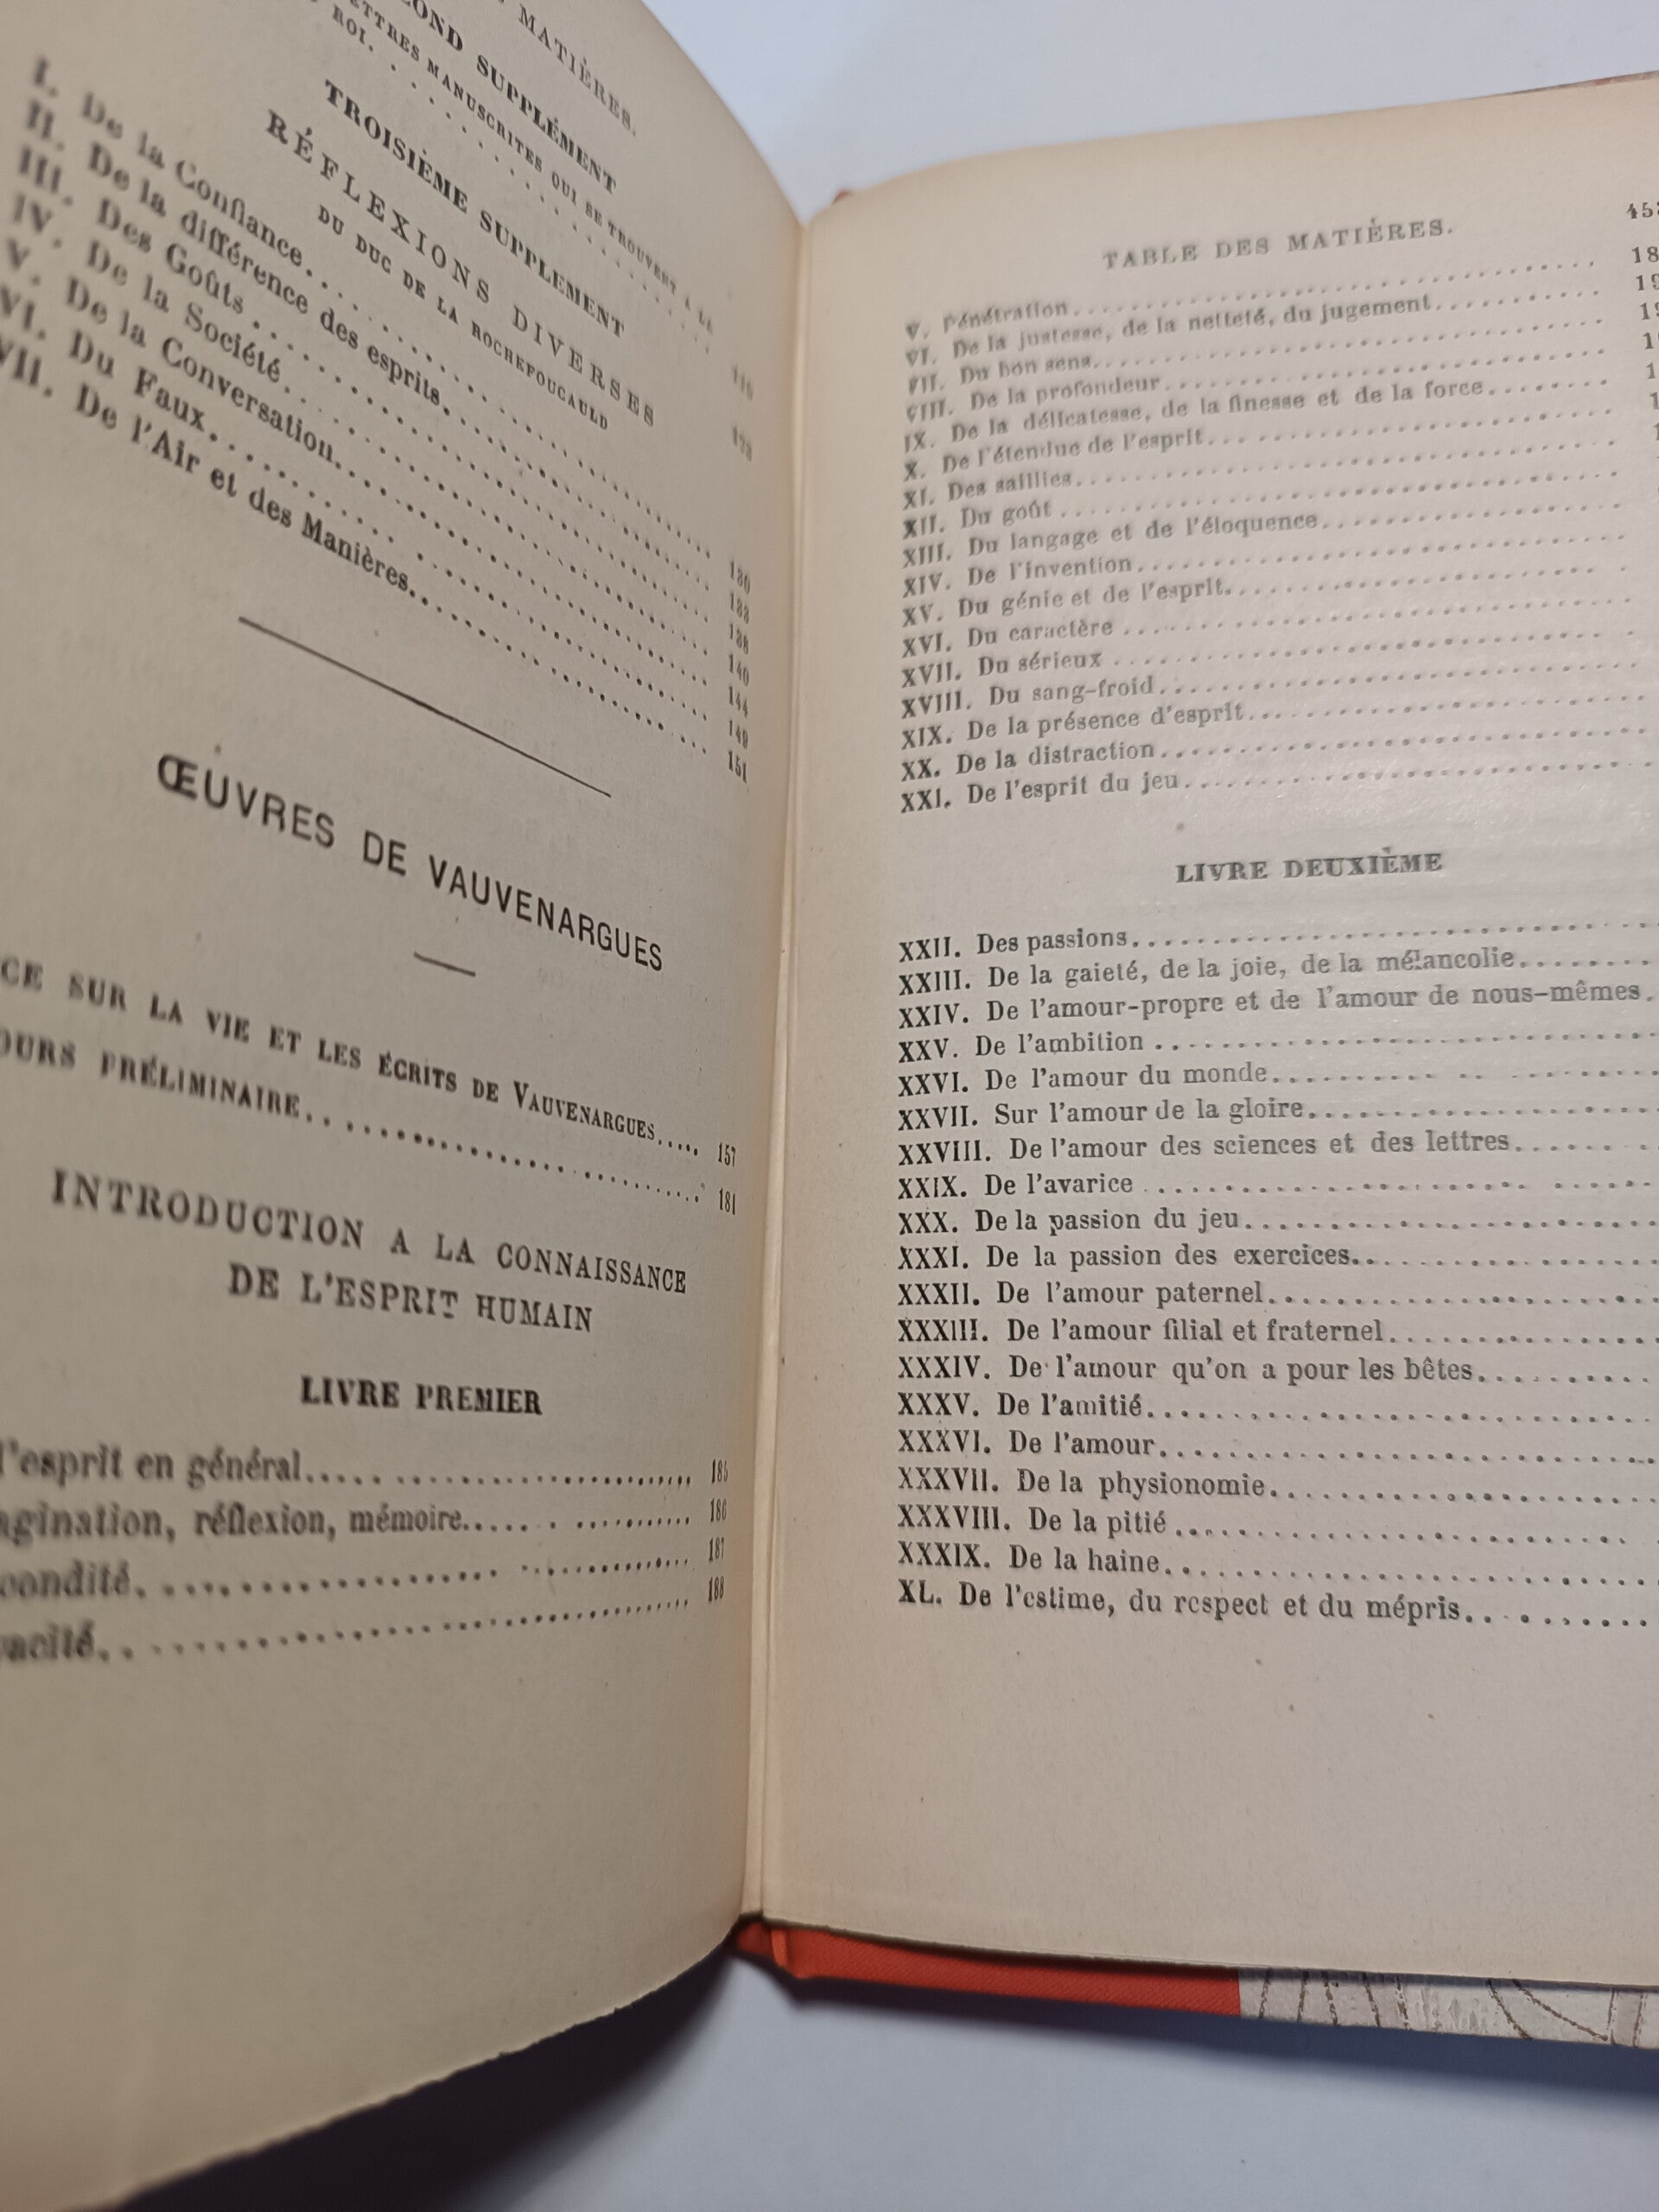 MATIÈRES.
SUPPLÉMENT
MANUSCRITES QUI SE TROUVENT A LA
ROI.
TROISIÈME SUPPLÉMENT
RÉFLEXIONS DIVERSES
DU DUC DE LA ROCHEFOUCAULD
I. De la Confiance. 130
II. De la différence des esprits. 133
III. Des Goûts 138
IV. De la Société. 140
V. De la Conversation. 144
VI. Du Faux. 149
VII. De l'Air et des Manières. 151
ŒUVRES DE VAUVENARGUES
SUR LA VIE ET LES ÉCRITS DE VAUVENARGUES..... 157
PRÉLIMINAIRE. 181
INTRODUCTION A LA CONNAISSANCE
DE L'ESPRIT HUMAIN
LIVRE PREMIER
l'esprit en général. 185
réflexion, mémoire. 186
187
188
TABLE DES MATIÈRES.
V. Pénétration.
VI. De la justesse, de la netteté, du jugement.
VII. Du bon sens.
VIII. De la profondeur.
IX. De la délicatesse, de la finesse et de la force
X. De l'étendue de l'esprit.
XI. Des saillies.
XII. Du goût
XIII. Du langage et de l'éloquence.
XIV. De l'invention.
XV. Du génie et de l'esprit.
XVI. Du caractère
XVII. Du sérieux
XVIII. Du sang-froid.
XIX. De la présence d'esprit.
XX. De la distraction.
XXI. De l'esprit du jeu.
LIVRE DEUXIÈME
XXII. Des passions.
XXIII. De la gaieté, de la joie, de la mélancolie.
XXIV. De l'amour-propre et de l'amour de nous-mêmes.
XXV. De l'ambition
XXVI. De l'amour du monde.
XXVII. Sur l'amour de la gloire.
XXVIII. De l'amour des sciences et des lettres.
XXIX. De l'avarice
XXX. De la passion du jeu.
XXXI. De la passion des exercices.
XXXII. De l'amour paternel.
XXXIII. De l'amour filial et fraternel.
XXXIV. De l'amour qu'on a pour les bêtes.
XXXV. De l'amitié.
XXXVI. De l'amour.
XXXVII. De la physionomie.
XXXVIII. De la pitié
XXXIX. De la haine.
XL. De l'estime, du respect et du mépris.